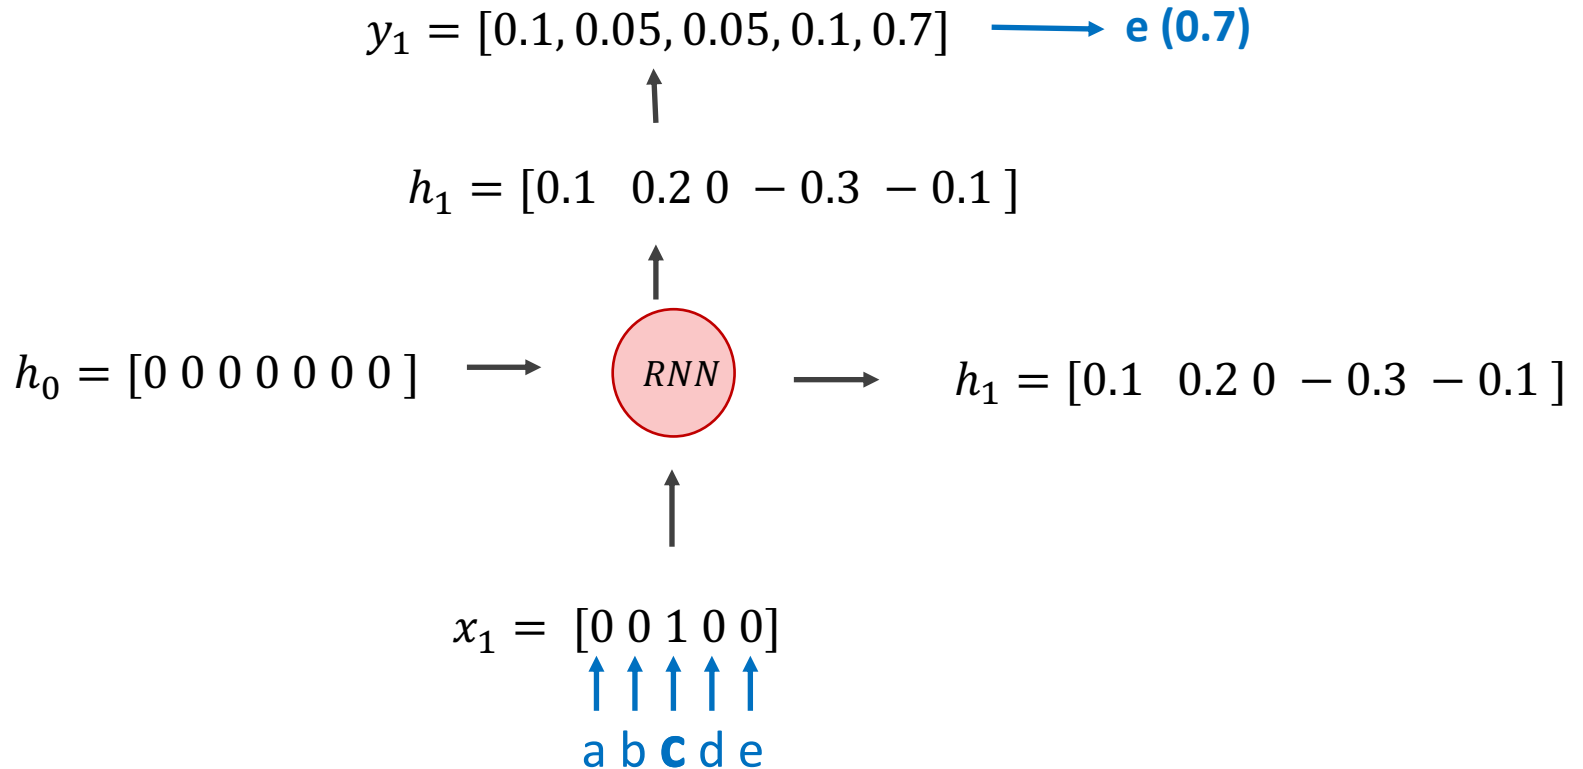 y₁ = [0.1, 0.05, 0.05, 0.1, 0.7] e (0.7)
h₁ = [0.1 0.2 0 − 0.3 − 0.1 ]
h₀ = [0 0 0 0 0 0 0 ] RNN h₁ = [0.1 0.2 0 − 0.3 − 0.1 ]
x₁ = [0 0 1 0 0]
a b c d e